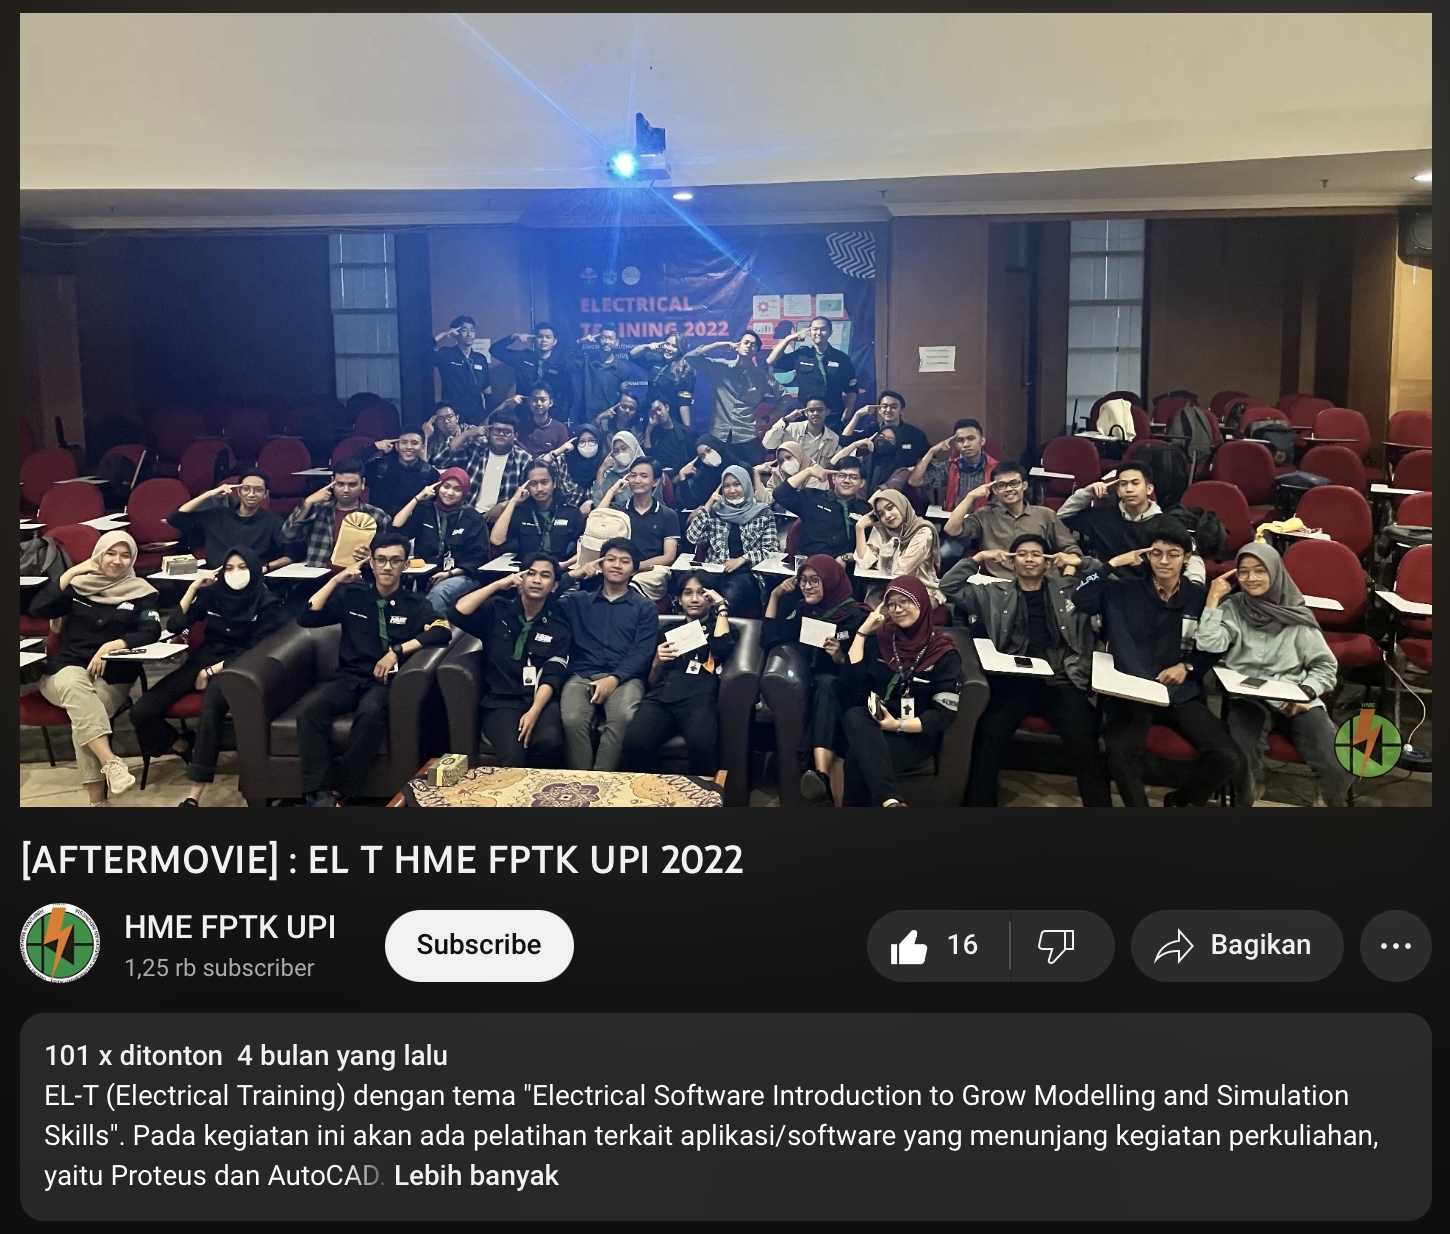 ELECTRICAL
TRAINING 2022
HME
[AFTERMOVIE] : EL T HME FPTK UPI 2022
HME FPTK UPI
1,25 rb subscriber
Subscribe
16
Bagikan
101 x ditonton 4 bulan yang lalu
EL-T (Electrical Training) dengan tema "Electrical Software Introduction to Grow Modelling and Simulation
Skills". Pada kegiatan ini akan ada pelatihan terkait aplikasi/software yang menunjang kegiatan perkuliahan,
yaitu Proteus dan AutoCAD. Lebih banyak